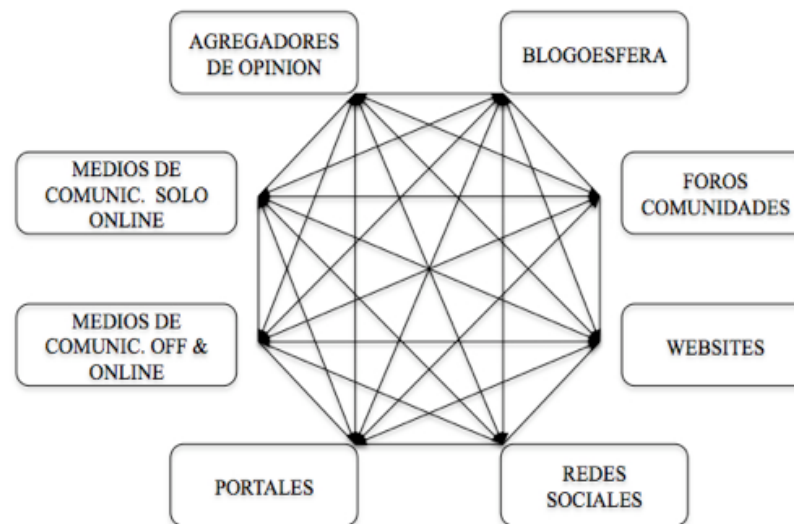 AGREGADORES
DE OPINION
BLOGOESFERA
MEDIOS DE
COMUNIC. SOLO
ONLINE
FOROS
COMUNIDADES
MEDIOS DE
COMUNIC. OFF &
ONLINE
WEBSITES
PORTALES
REDES
SOCIALES